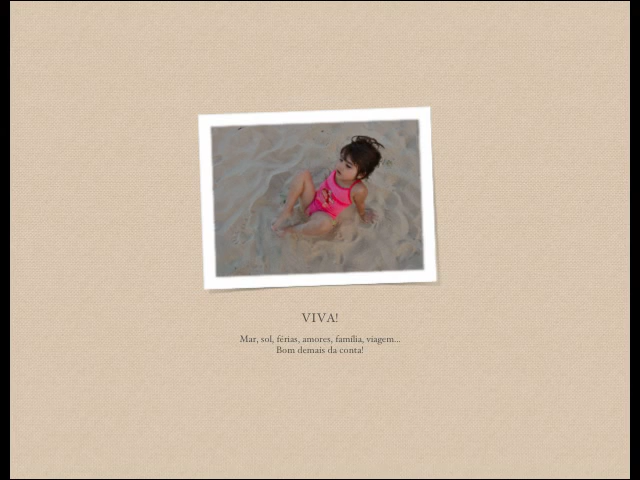 VIVA!
Mar, sol, férias, amores, família, viagem...
Bom demais da conta!